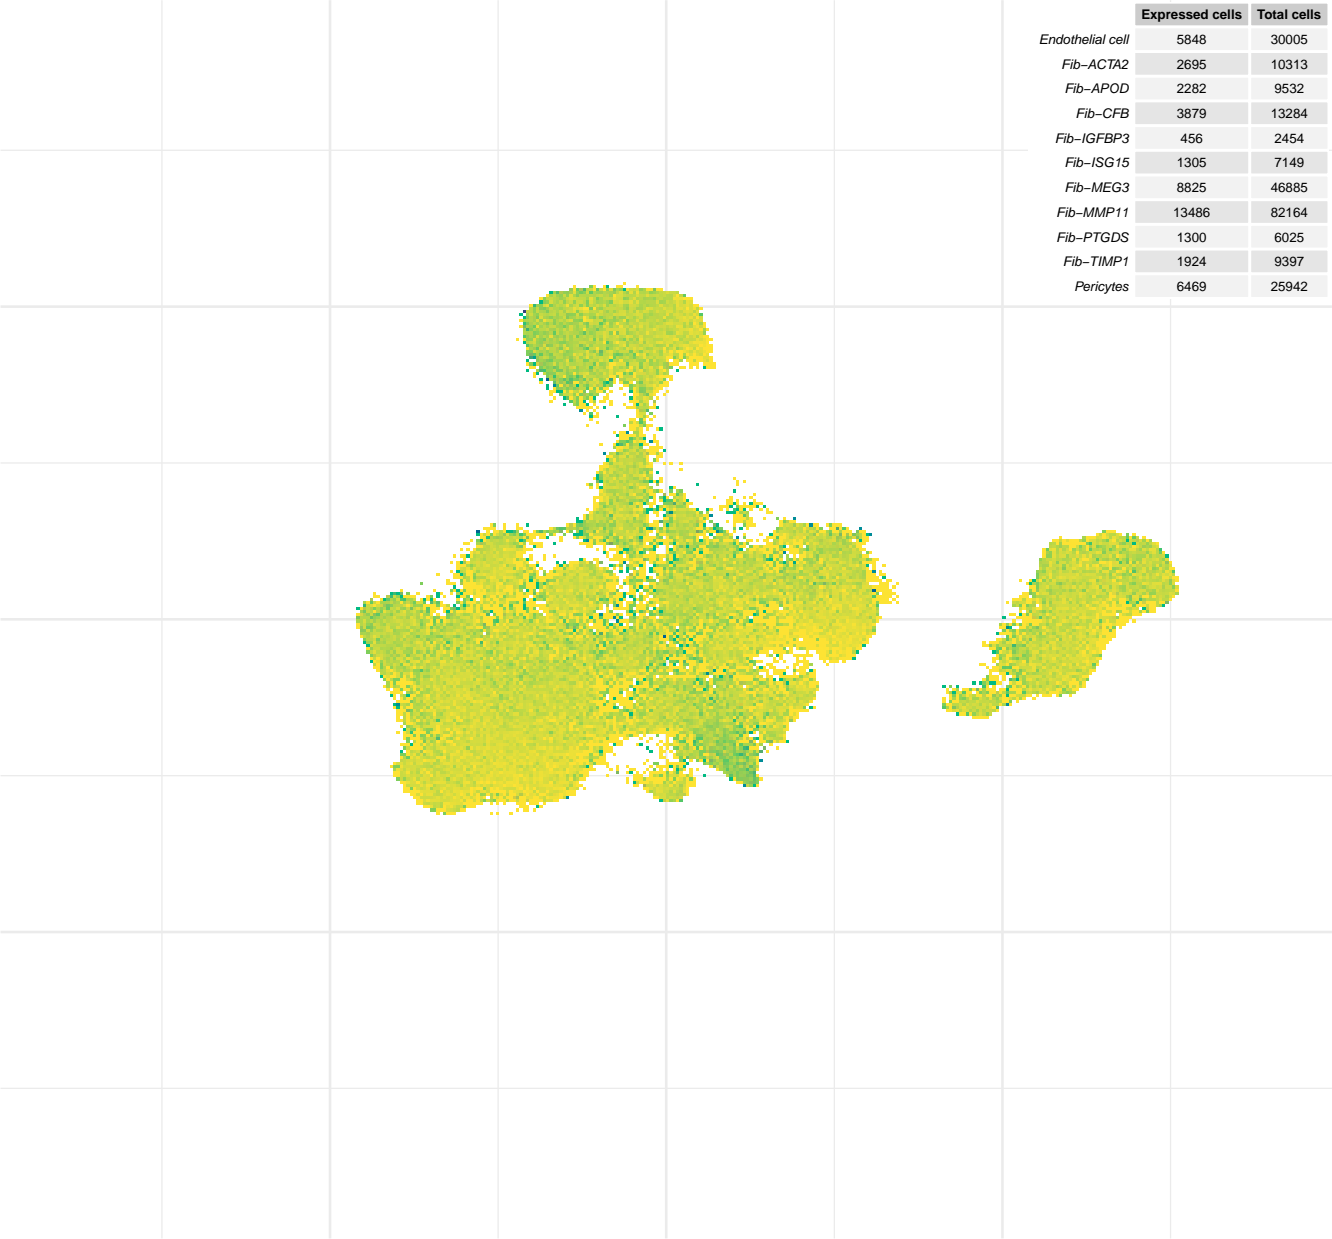 Expressed cells Total cells
Endothelial cell 5848 30005
Fib−ACTA2 2695 10313
Fib−APOD 2282 9532
Fib−CFB 3879 13284
Fib−IGFBP3 456 2454
Fib−ISG15 1305 7149
Fib−MEG3 8825 46885
Fib−MMP11 13486 82164
Fib−PTGDS 1300 6025
Fib−TIMP1 1924 9397
Pericytes 6469 25942